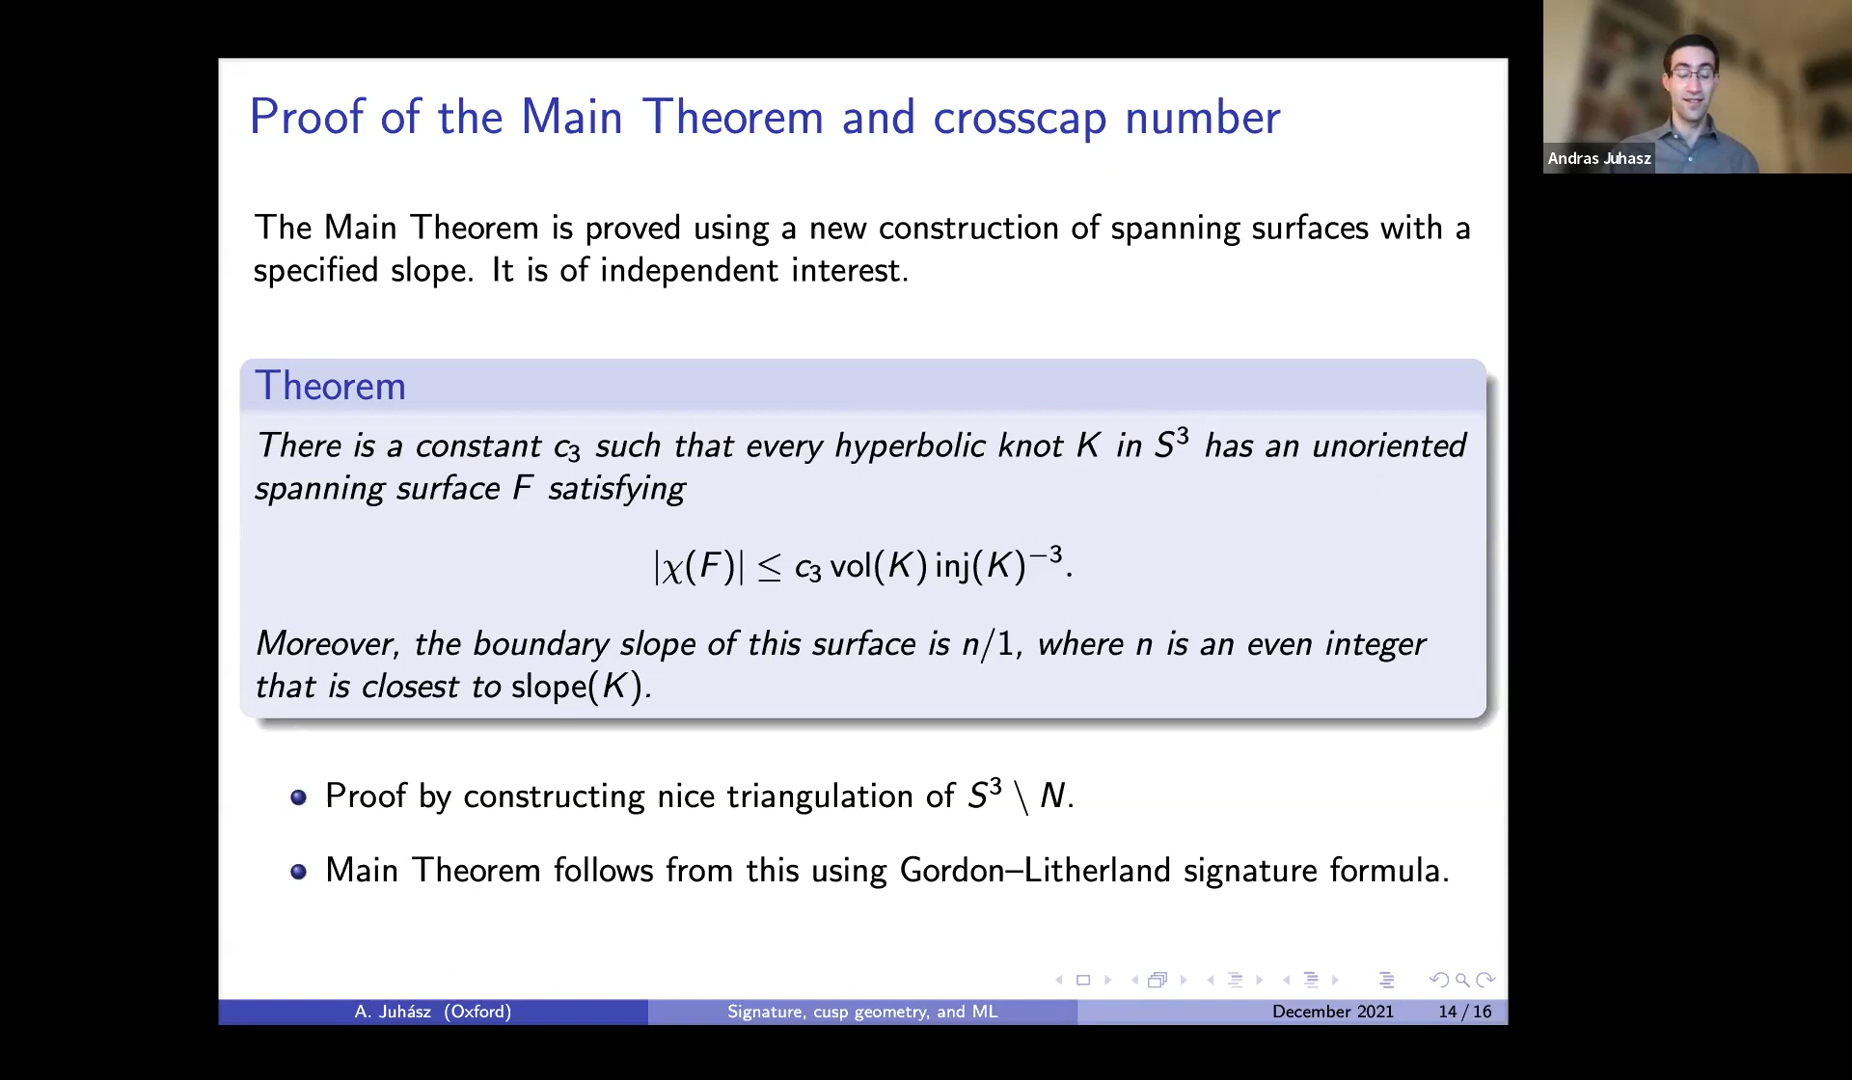 Proof of the Main Theorem and crosscap number
The Main Theorem is proved using a new construction of spanning surfaces with a
specified slope. It is of independent interest.
Theorem
There is a constant c₃ such that every hyperbolic knot K in S³ has an unoriented
spanning surface F satisfying
|χ(F)| ≤ c₃ vol(K) inj(K)⁻³.
Moreover, the boundary slope of this surface is n/1, where n is an even integer
that is closest to slope(K).
Proof by constructing nice triangulation of S³ \ N.
Main Theorem follows from this using Gordon–Litherland signature formula.
A. Juhász (Oxford)
Signature, cusp geometry, and ML
December 2021
14 / 16
Andras Juhasz